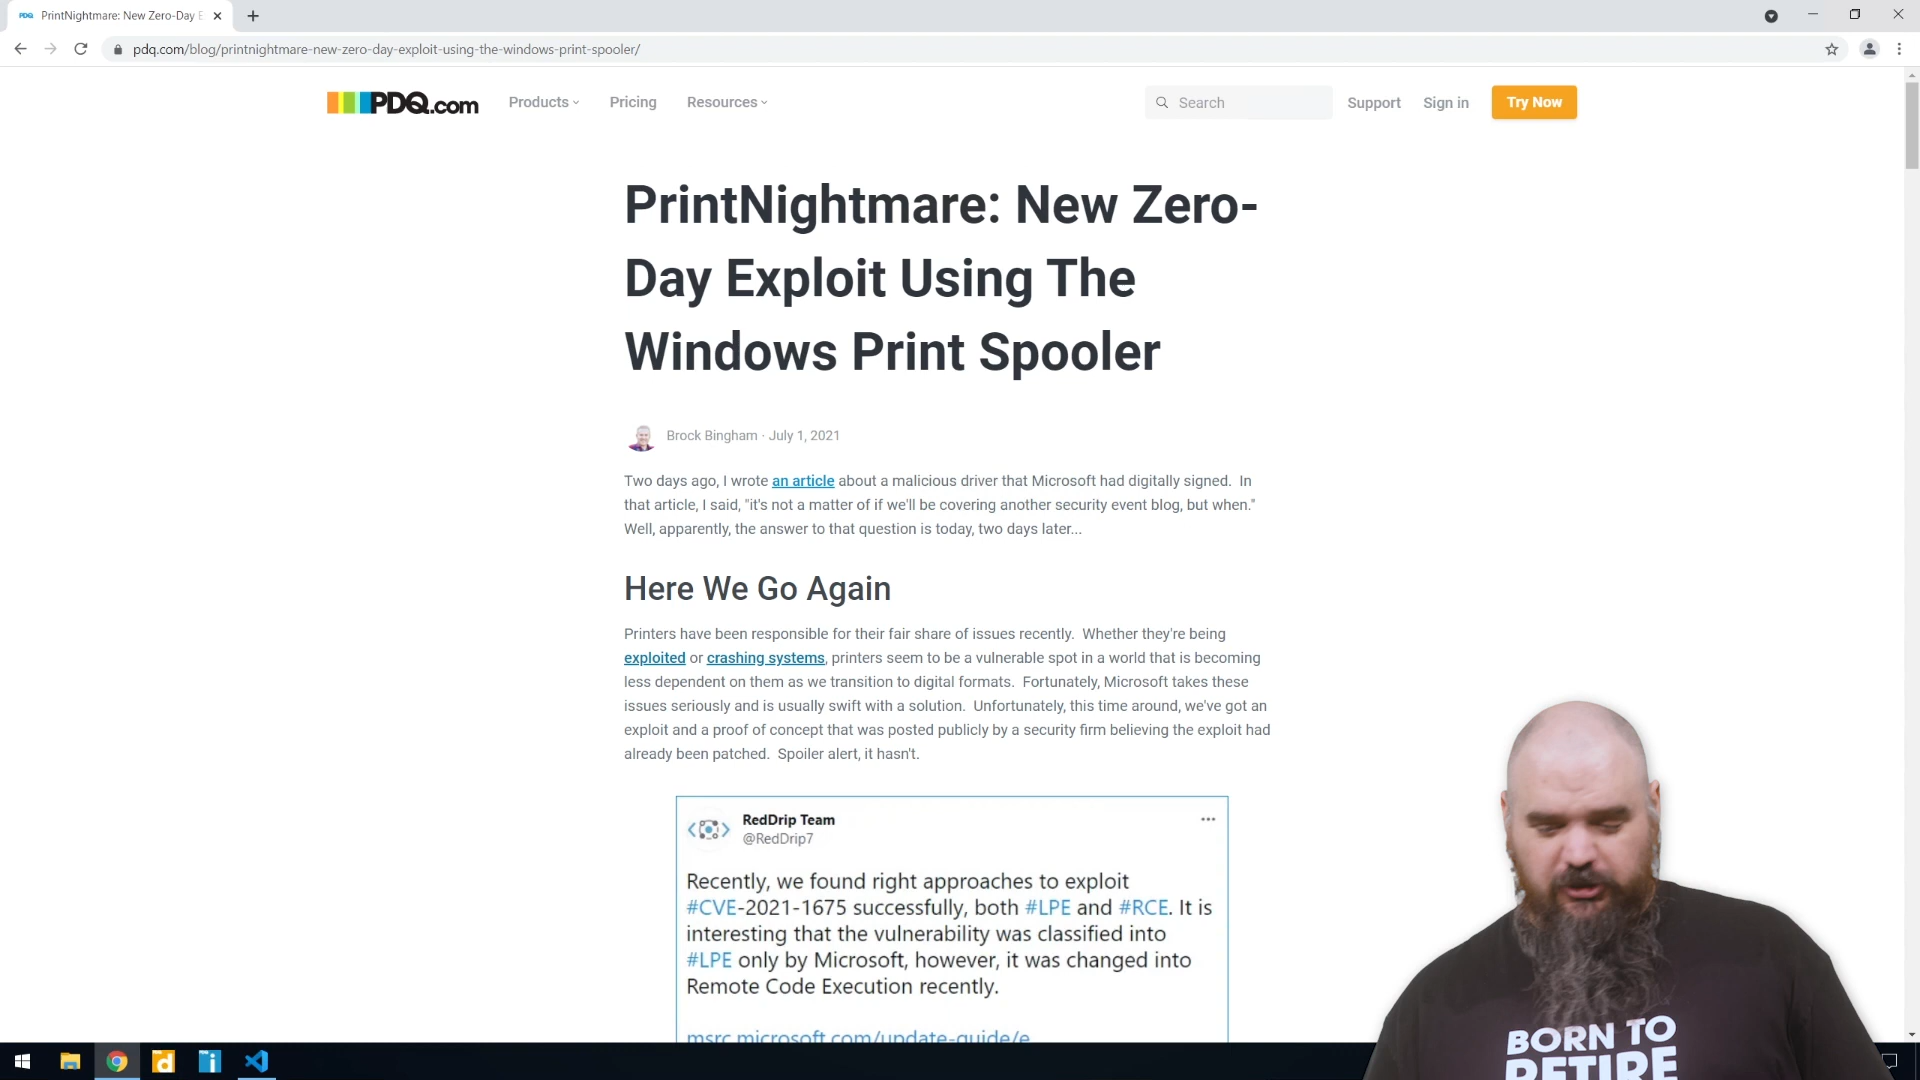 PDQ PrintNightmare: New Zero-Day E
pdq.com/blog/printnightmare-new-zero-day-exploit-using-the-windows-print-spooler/
PDQ.com Products Pricing Resources Search Support Sign in Try Now
PrintNightmare: New Zero-
Day Exploit Using The
Windows Print Spooler
Brock Bingham · July 1, 2021
Two days ago, I wrote an article about a malicious driver that Microsoft had digitally signed. In
that article, I said, "it's not a matter of if we'll be covering another security event blog, but when."
Well, apparently, the answer to that question is today, two days later...
Here We Go Again
Printers have been responsible for their fair share of issues recently. Whether they're being
exploited or crashing systems, printers seem to be a vulnerable spot in a world that is becoming
less dependent on them as we transition to digital formats. Fortunately, Microsoft takes these
issues seriously and is usually swift with a solution. Unfortunately, this time around, we've got an
exploit and a proof of concept that was posted publicly by a security firm believing the exploit had
already been patched. Spoiler alert, it hasn't.
RedDrip Team
@RedDrip7
Recently, we found right approaches to exploit
#CVE-2021-1675 successfully, both #LPE and #RCE. It is
interesting that the vulnerability was classified into
#LPE only by Microsoft, however, it was changed into
Remote Code Execution recently.
msrc.microsoft.com/update-guide/e
BORN TO
RETIRE